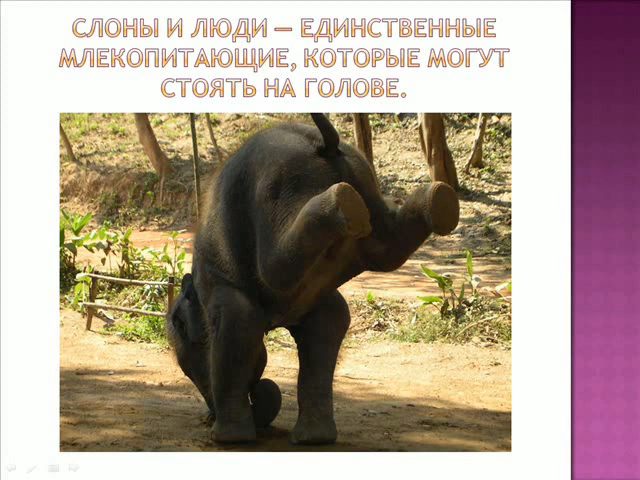 СЛОНЫ И ЛЮДИ – ЕДИНСТВЕННЫЕ
МЛЕКОПИТАЮЩИЕ, КОТОРЫЕ МОГУТ
СТОЯТЬ НА ГОЛОВЕ.